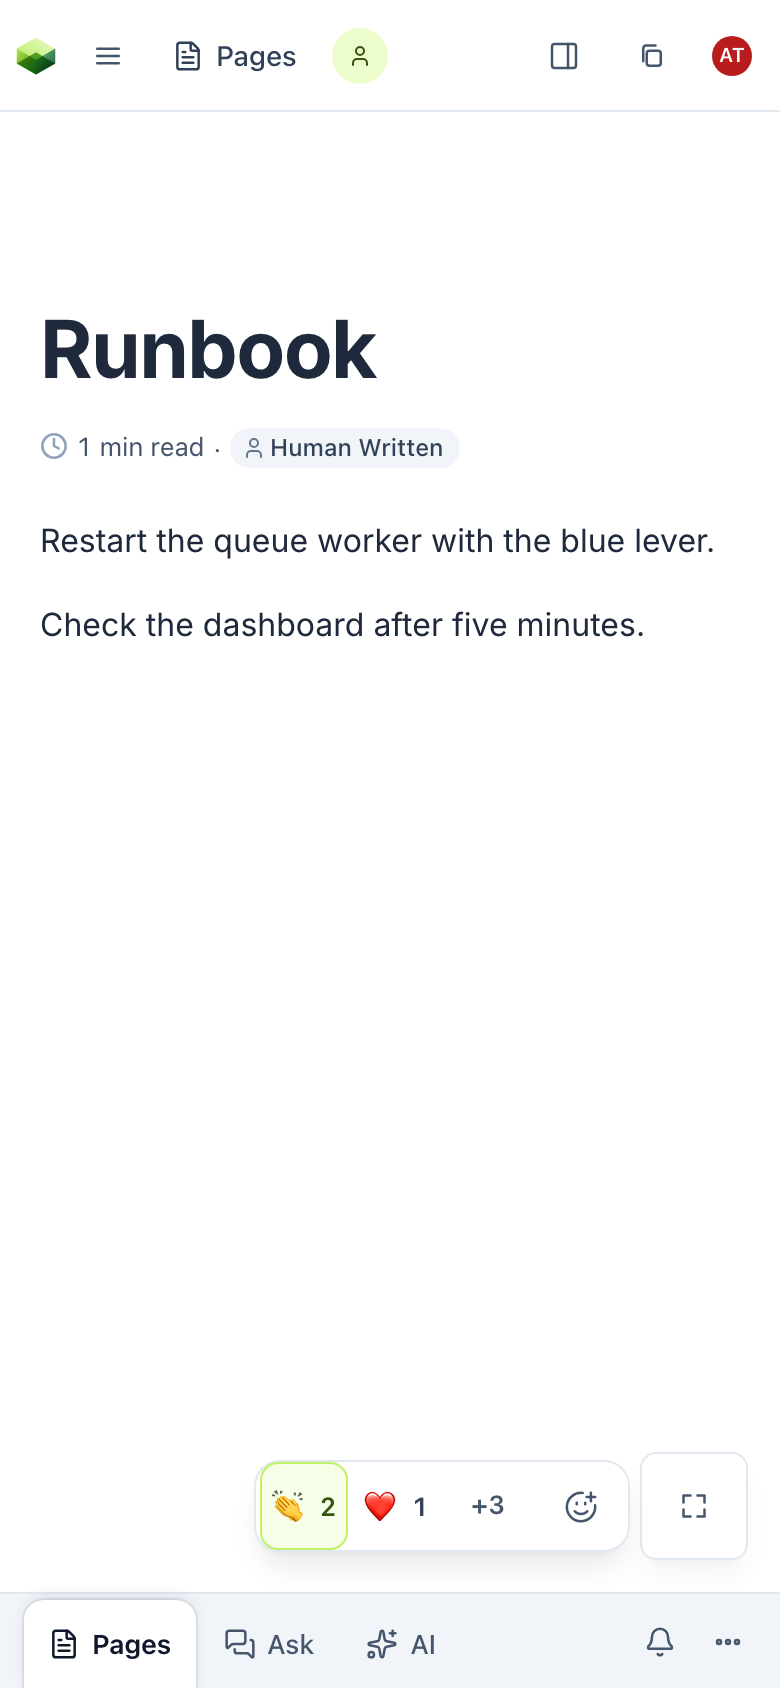 Pages
AT
Runbook
1 min read · Human Written
Restart the queue worker with the blue lever.
Check the dashboard after five minutes.
2 1 +3
Pages Ask AI